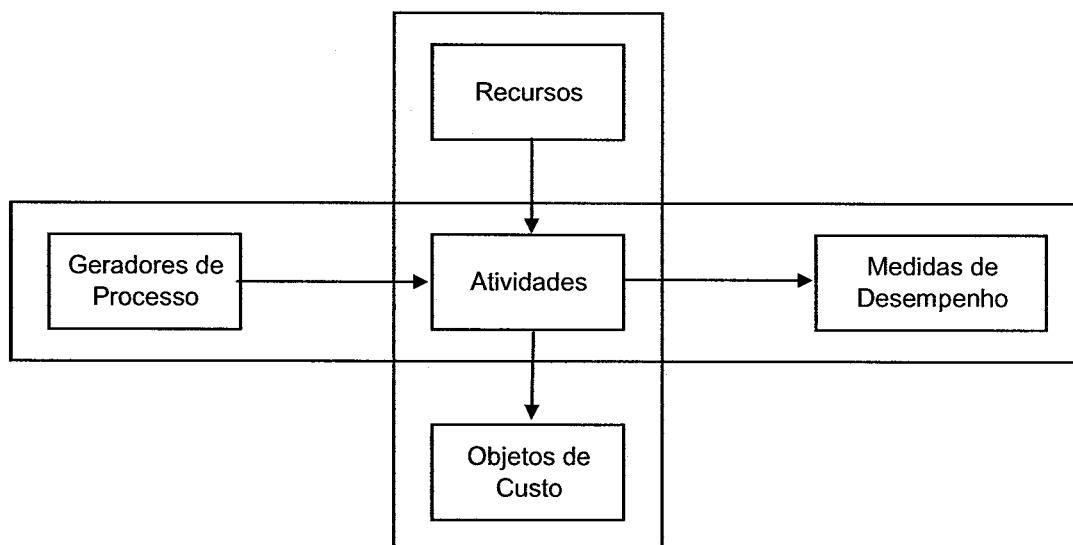 Recursos
Geradores de
Processo
Atividades
Medidas de
Desempenho
Objetos de
Custo